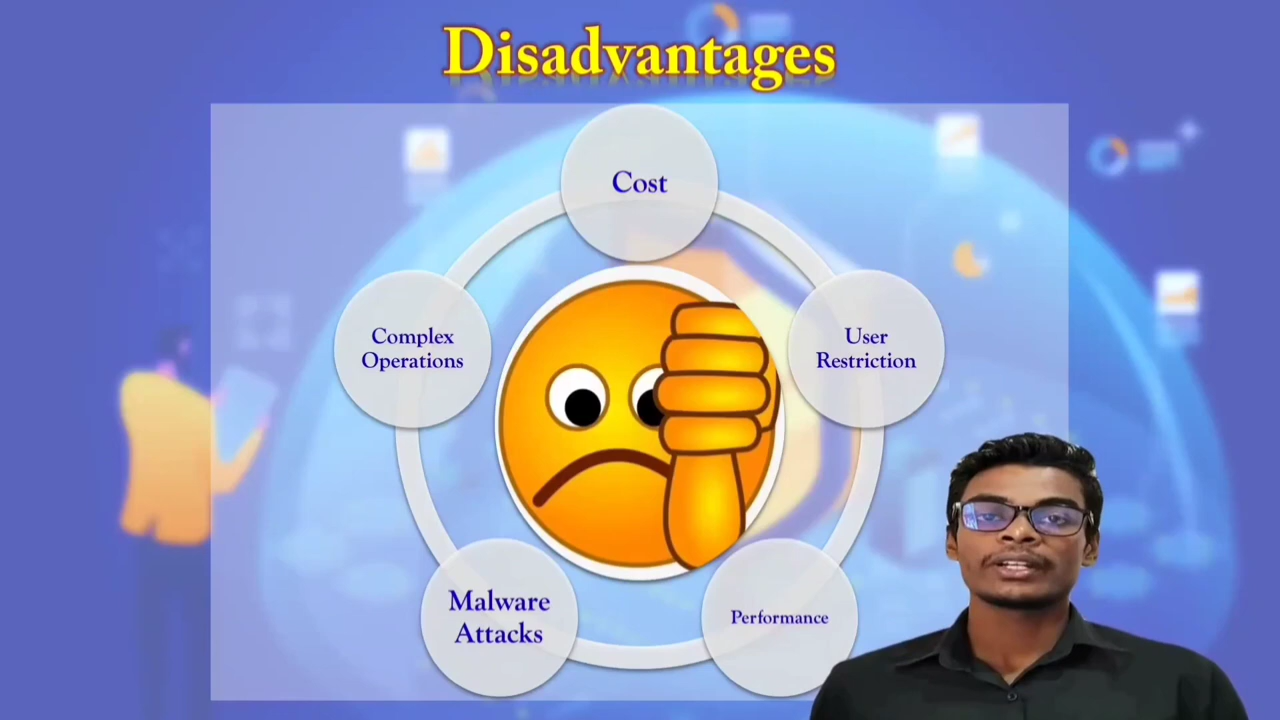 Disadvantages
Cost
User
Restriction
Performance
Malware
Attacks
Complex
Operations